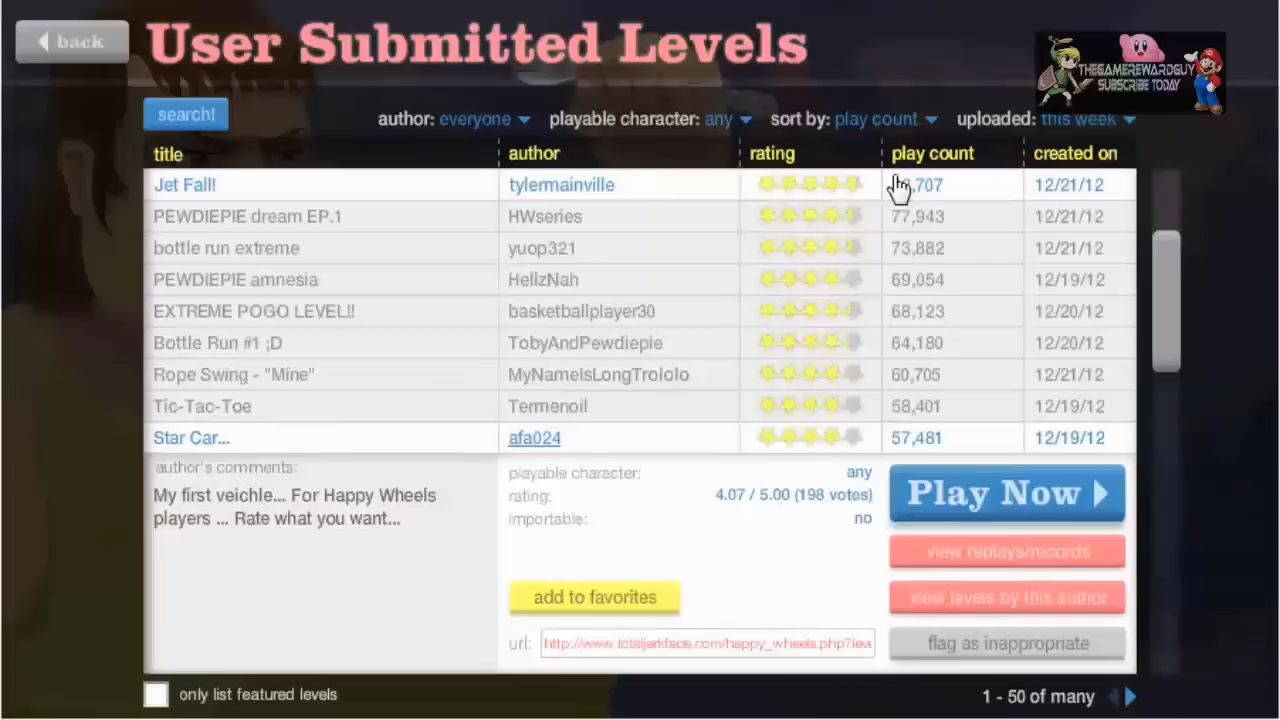 back
User Submitted Levels
THEGAMEREWARDGUY
SUBSCRIBE TODAY
search!
author: everyone playable character: any sort by: play count uploaded: this week
title author rating play count created on
Jet Fall! tylermainville ,707 12/21/12
PEWDIEPIE dream EP.1 HWseries 77,943 12/21/12
bottle run extreme yuop321 73,882 12/21/12
PEWDIEPIE amnesia HellzNah 69,054 12/19/12
EXTREME POGO LEVEL!! basketballplayer30 68,123 12/20/12
Bottle Run #1 ;D TobyAndPewdiepie 64,180 12/20/12
Rope Swing - "Mine" MyNameIsLongTrololo 60,705 12/21/12
Tic-Tac-Toe Termenoil 58,401 12/19/12
Star Car... afa024 57,481 12/19/12
author's comments:
My first veichle... For Happy Wheels
players ... Rate what you want...
playable character: any
rating: 4.07 / 5.00 (198 votes)
importable: no
add to favorites
url: http://www.totaljerkface.com/happy_wheels.php?leve
Play Now
view replays/records
view levels by this author
flag as inappropriate
only list featured levels
1 - 50 of many